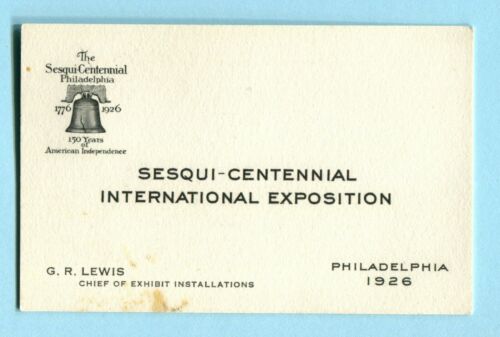 The
Sesqui-Centennial
Philadelphia
1776 1926
150 Years
of
American Independence
SESQUI-CENTENNIAL
INTERNATIONAL EXPOSITION
G. R. LEWIS
CHIEF OF EXHIBIT INSTALLATIONS
PHILADELPHIA
1926